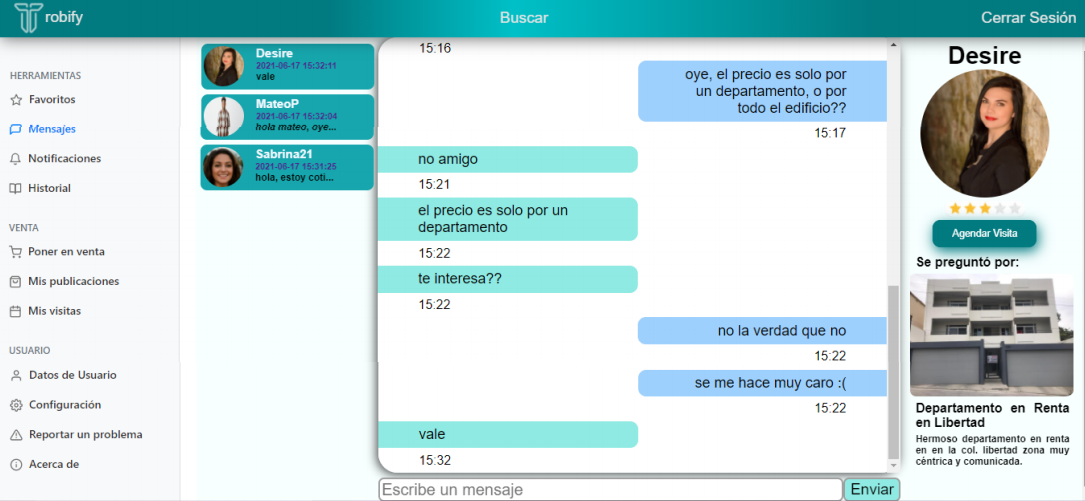 robify
Buscar
Cerrar Sesión
HERRAMIENTAS
Favoritos
Mensajes
Notificaciones
Historial
VENTA
Poner en venta
Mis publicaciones
Mis visitas
USUARIO
Datos de Usuario
Configuración
Reportar un problema
Acerca de
Desire
2021-06-17 15:32:11
vale
MateoP
2021-06-17 15:32:04
hola mateo, oye...
Sabrina21
2021-06-17 15:31:25
hola, estoy coti...
15:16
oye, el precio es solo por
un departamento, o por
todo el edificio??
15:17
no amigo
15:21
el precio es solo por un
departamento
15:22
te interesa??
15:22
no la verdad que no
15:22
se me hace muy caro :(
15:22
vale
15:32
Escribe un mensaje
Enviar
Desire
Agendar Visita
Se preguntó por:
Departamento en Renta
en Libertad
Hermoso departamento en renta
en en la col. libertad zona muy
céntrica y comunicada.